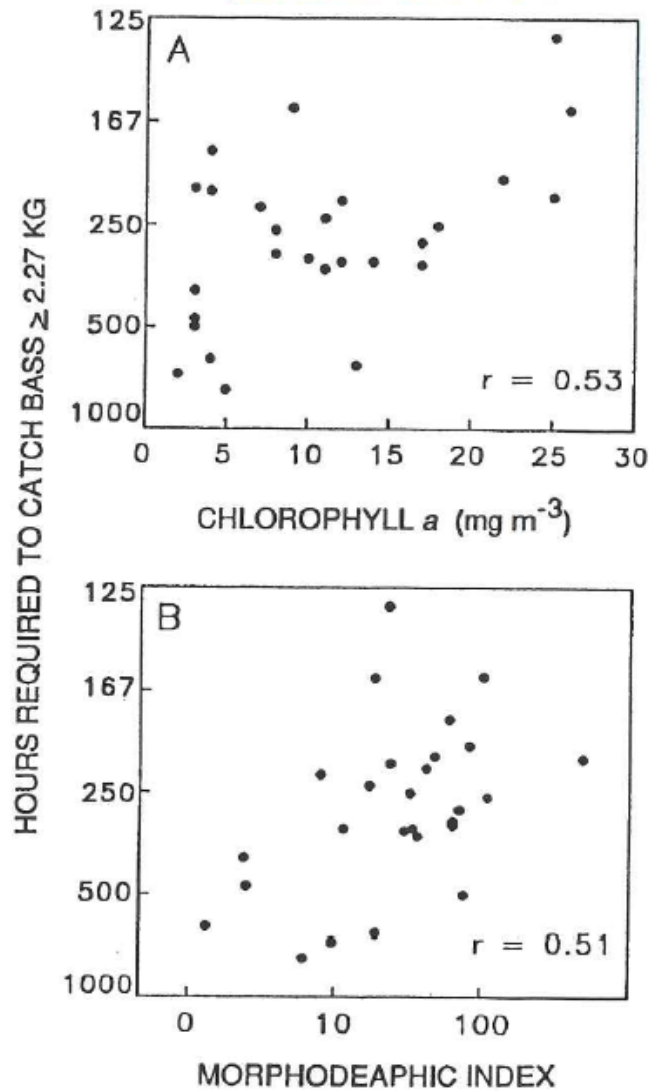 HOURS REQUIRED TO CATCH BASS ≥ 2.27 KG
A
125
167
250
500
1000
r = 0.53
0 5 10 15 20 25 30
CHLOROPHYLL a (mg m⁻³)
B
125
167
250
500
1000
r = 0.51
0 10 100
MORPHODEAPHIC INDEX